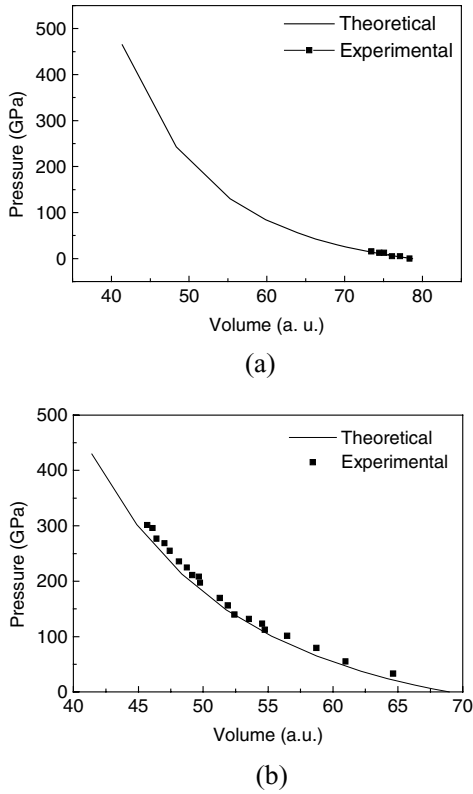 500
400
300
200
100
0
Pressure (GPa)
Theoretical
Experimental
40 50 60 70 80
Volume (a. u.)
(a)
500
400
300
200
100
0
Pressure (GPa)
Theoretical
Experimental
40 45 50 55 60 65 70
Volume (a.u.)
(b)